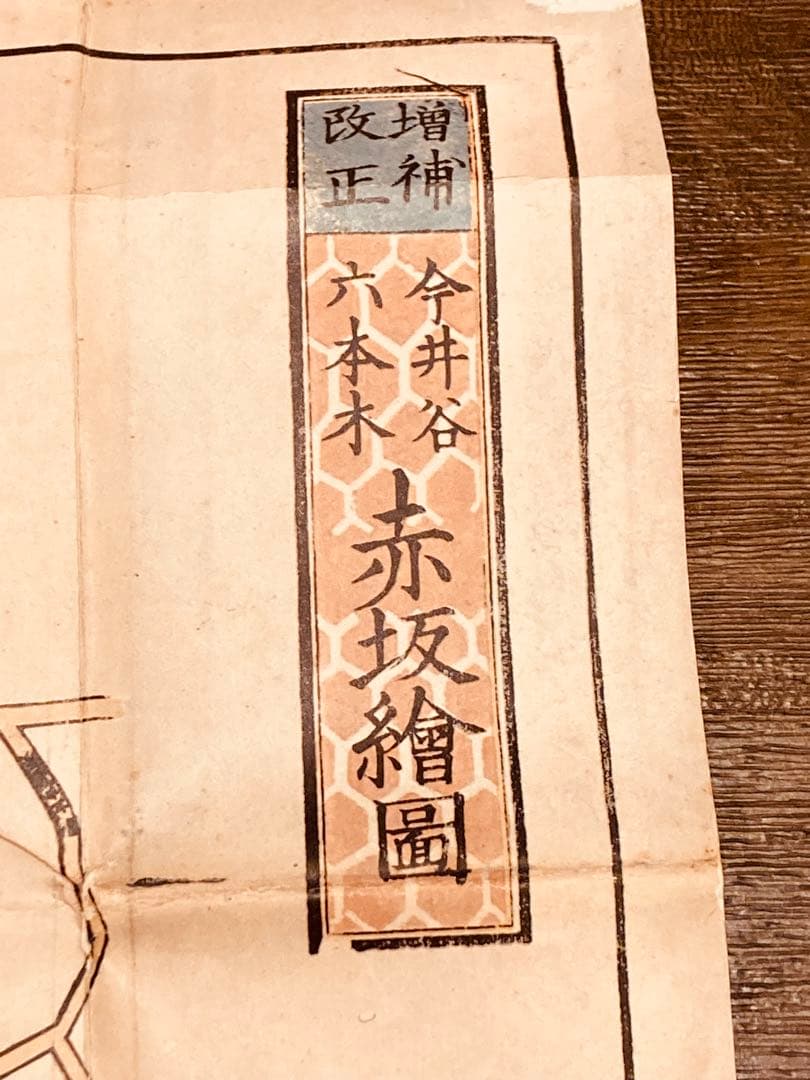 増補
改正
今井谷
六本木
赤坂繪圖